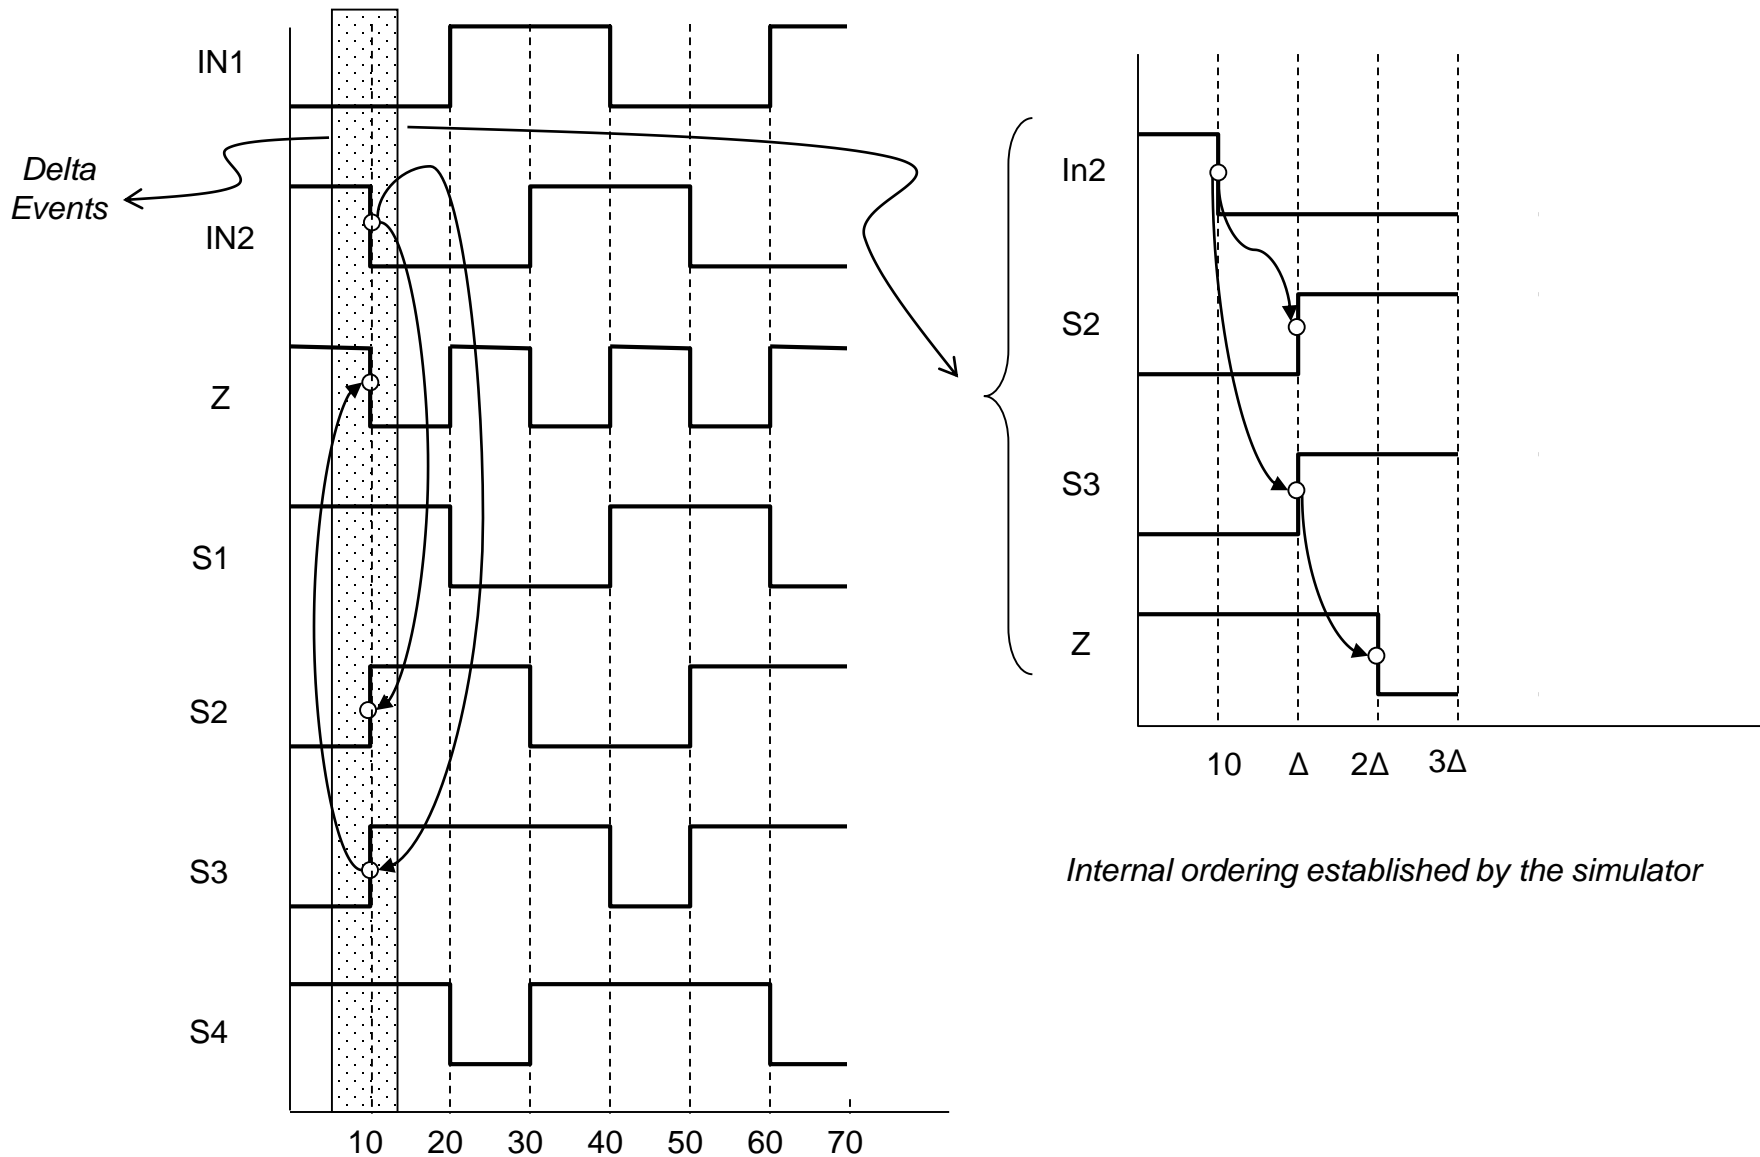 IN1
Delta
Events
IN2
Z
S1
S2
S3
S4
10 20 30 40 50 60 70
In2
S2
S3
Z
10 Δ 2Δ 3Δ
Internal ordering established by the simulator